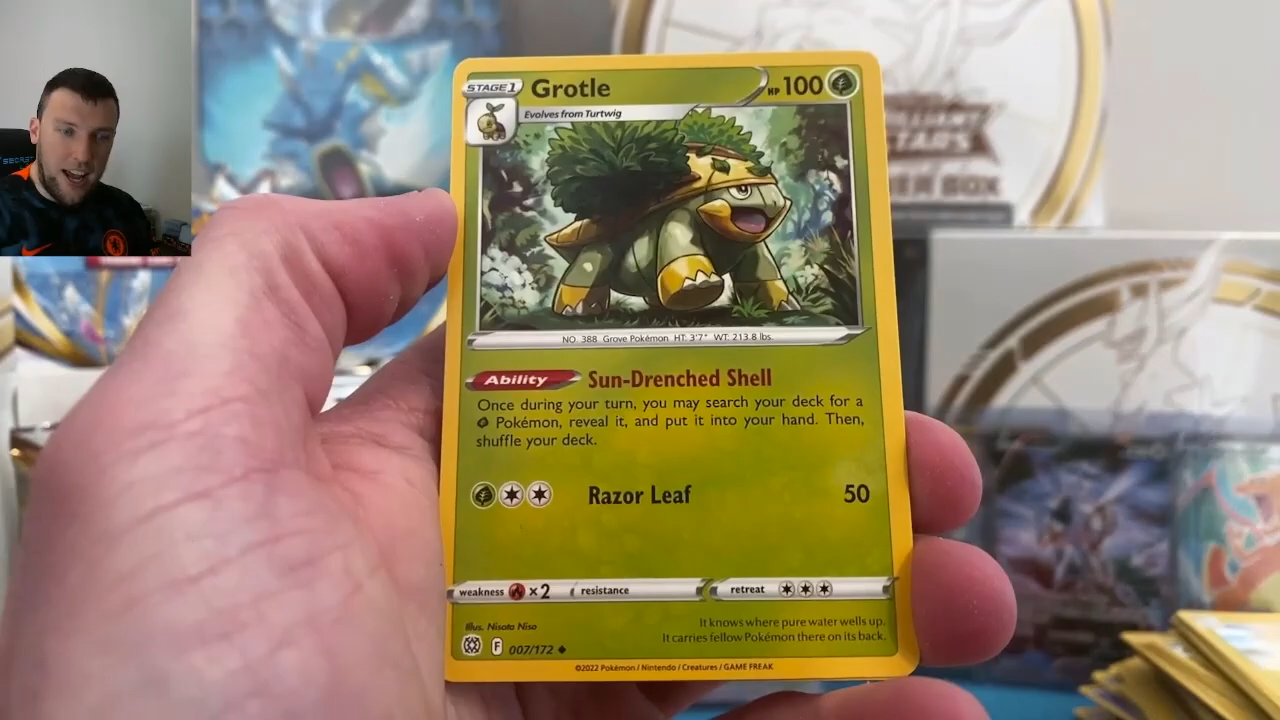 STAGE 1
Grotle
HP 100
Evolves from Turtwig
NO. 388 Grove Pokémon HT: 3'7" WT: 213.8 lbs.
Ability Sun-Drenched Shell
Once during your turn, you may search your deck for a
Pokémon, reveal it, and put it into your hand. Then,
shuffle your deck.
Razor Leaf 50
weakness ×2 resistance retreat
It knows where pure water wells up.
It carries fellow Pokémon there on its back.
Illus. Nisota Niso
F 007/172
©2022 Pokémon / Nintendo / Creatures / GAME FREAK
BRILLIANT
STARS
BOX
SECRET